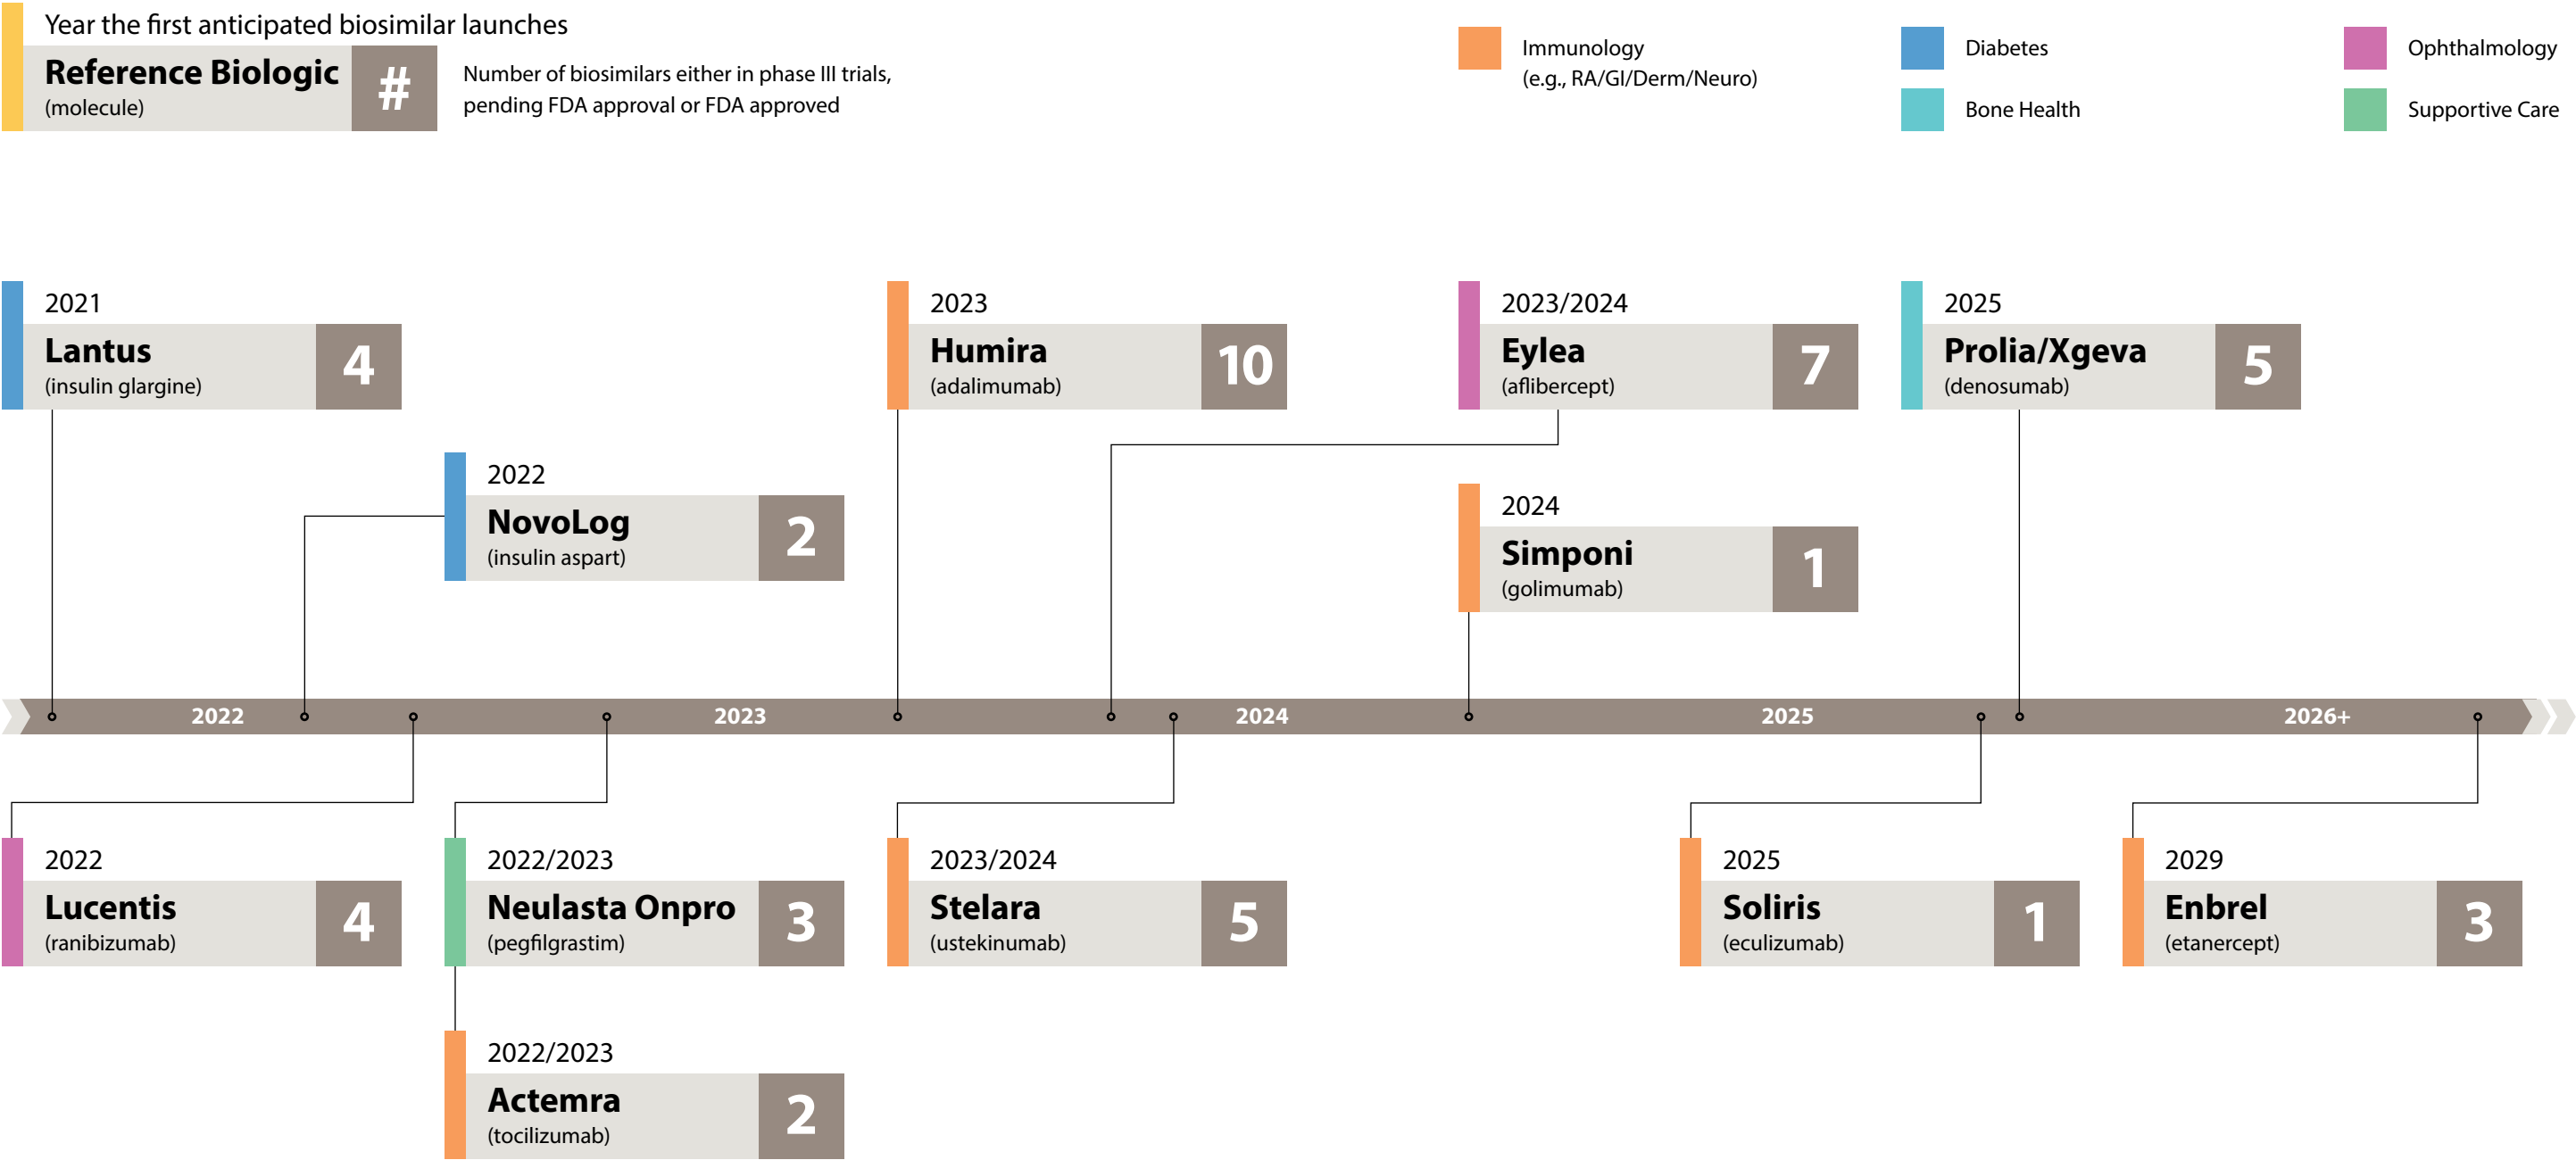 Year the first anticipated biosimilar launches
Reference Biologic
(molecule)
#
Number of biosimilars either in phase III trials,
pending FDA approval or FDA approved
Immunology
(e.g., RA/GI/Derm/Neuro)
Diabetes
Bone Health
Ophthalmology
Supportive Care
2021
Lantus
(insulin glargine)
4
2022
NovoLog
(insulin aspart)
2
2023
Humira
(adalimumab)
10
2023/2024
Eylea
(aflibercept)
7
2024
Simponi
(golimumab)
1
2025
Prolia/Xgeva
(denosumab)
5
2022
2023
2024
2025
2026+
2022
Lucentis
(ranibizumab)
4
2022/2023
Neulasta Onpro
(pegfilgrastim)
3
2022/2023
Actemra
(tocilizumab)
2
2023/2024
Stelara
(ustekinumab)
5
2025
Soliris
(eculizumab)
1
2029
Enbrel
(etanercept)
3